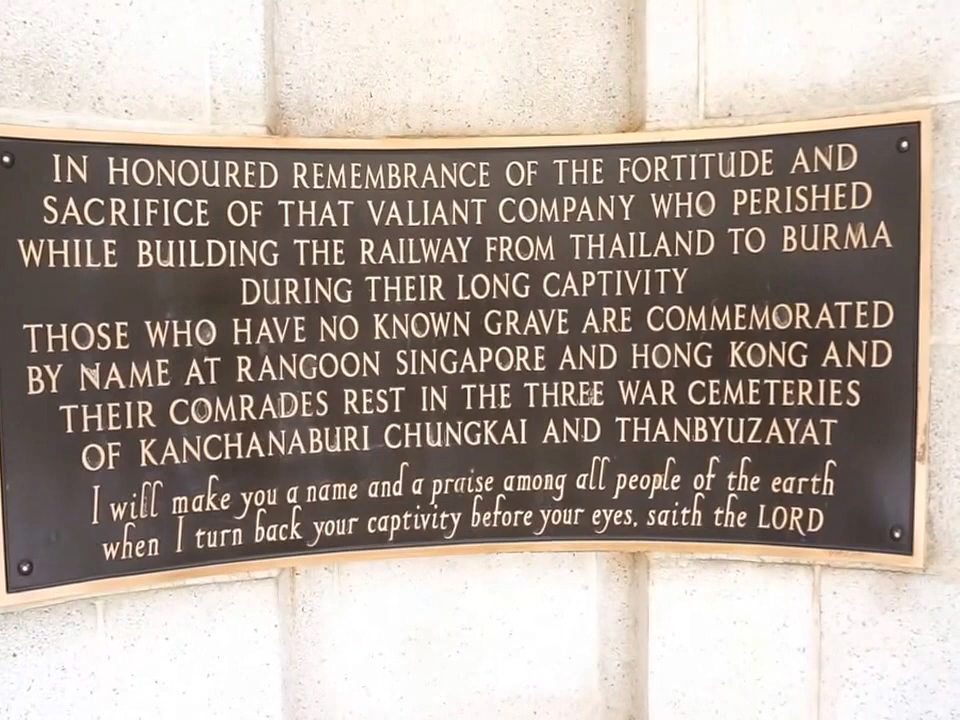 IN HONOURED REMEMBRANCE OF THE FORTITUDE AND
SACRIFICE OF THAT VALIANT COMPANY WHO PERISHED
WHILE BUILDING THE RAILWAY FROM THAILAND TO BURMA
DURING THEIR LONG CAPTIVITY
THOSE WHO HAVE NO KNOWN GRAVE ARE COMMEMORATED
BY NAME AT RANGOON SINGAPORE AND HONG KONG AND
THEIR COMRADES REST IN THE THREE WAR CEMETERIES
OF KANCHANABURI CHUNGKAI AND THANBYUZAYAT
I will make you a name and a praise among all people of the earth
when I turn back your captivity before your eyes, saith the LORD